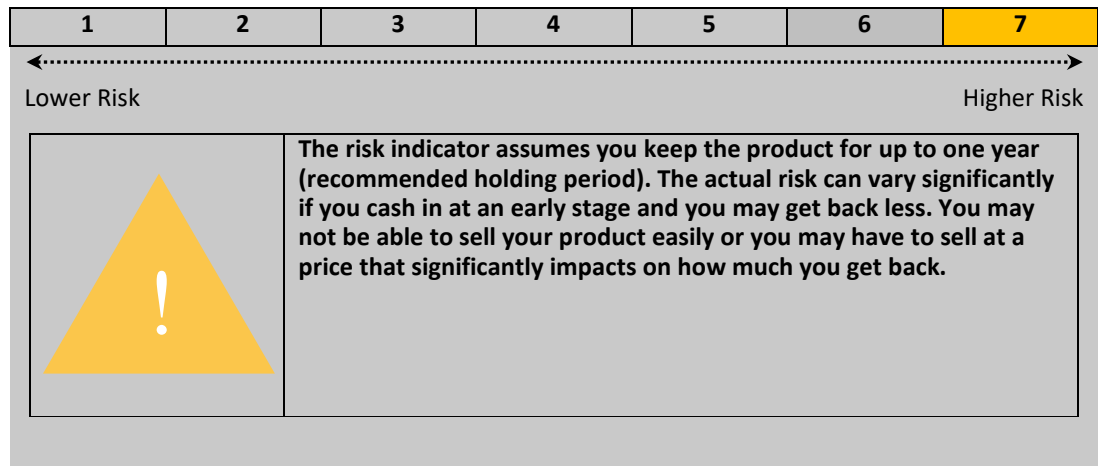 1 2 3 4 5 6 7
Lower Risk Higher Risk
The risk indicator assumes you keep the product for up to one year
(recommended holding period). The actual risk can vary significantly
if you cash in at an early stage and you may get back less. You may
not be able to sell your product easily or you may have to sell at a
price that significantly impacts on how much you get back.
!